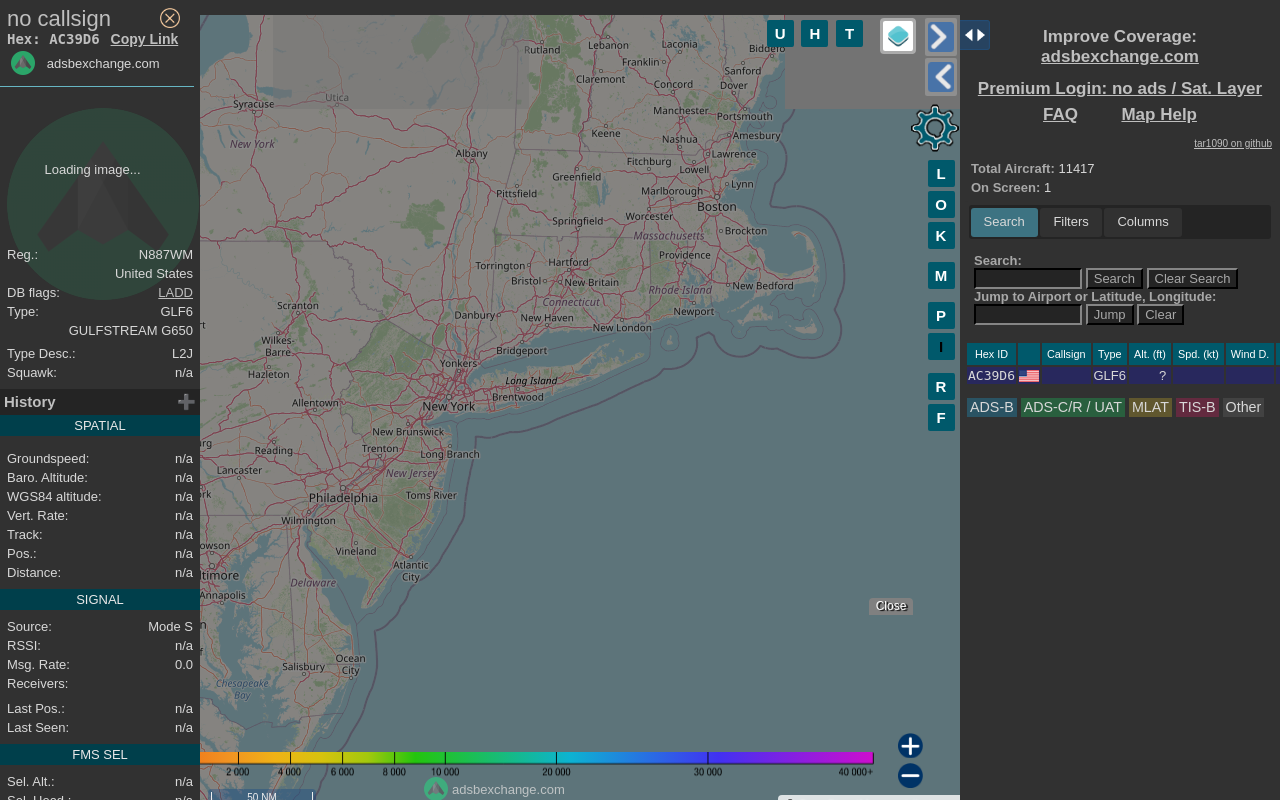 no callsign
Hex: AC39D6 Copy Link
adsbexchange.com
Loading image...
Reg.: N887WM
United States
DB flags: LADD
Type: GLF6
GULFSTREAM G650
Type Desc.: L2J
Squawk: n/a
History
SPATIAL
Groundspeed: n/a
Baro. Altitude: n/a
WGS84 altitude: n/a
Vert. Rate: n/a
Track: n/a
Pos.: n/a
Distance: n/a
SIGNAL
Source: Mode S
RSSI: n/a
Msg. Rate: 0.0
Receivers:
Last Pos.: n/a
Last Seen: n/a
FMS SEL
Sel. Alt.: n/a
U H T
Rutland
Lebanon
Laconia
Franklin
Claremont
Concord
Sanford
Dover
Utica
Syracuse
New York
Manchester
Portsmouth
Keene
Nashua
Amesbury
Albany
Fitchburg
Lawrence
Greenfield
Lowell
Lynn
Pittsfield
Marlborough
Boston
Springfield
Worcester
Massachusetts
Brockton
Torrington
Hartford
Providence
Bristol
New Britain
Rhode Island
New Bedford
Connecticut
Scranton
Danbury
New Haven
Newport
New London
Wilkes-
Barre
Bridgeport
Hazleton
Yonkers
Long Island
Brentwood
Allentown
New York
New Brunswick
Reading
Trenton
Long Branch
Lancaster
New Jersey
Philadelphia
Toms River
Wilmington
Vineland
Atlantic
City
Delaware
Annapolis
Ocean
City
Salisbury
Chesapeake
Bay
L
O
K
M
P
I
R
F
Close
2 000 4 000 6 000 8 000 10 000 20 000 30 000 40 000+
adsbexchange.com
50 NM
Improve Coverage:
adsbexchange.com
Premium Login: no ads / Sat. Layer
FAQ Map Help
tar1090 on github
Total Aircraft: 11417
On Screen: 1
Search Filters Columns
Search:
Search Clear Search
Jump to Airport or Latitude, Longitude:
Jump Clear
Hex ID Callsign Type Alt. (ft) Spd. (kt) Wind D.
AC39D6 GLF6 ?
ADS-B ADS-C/R / UAT MLAT TIS-B Other